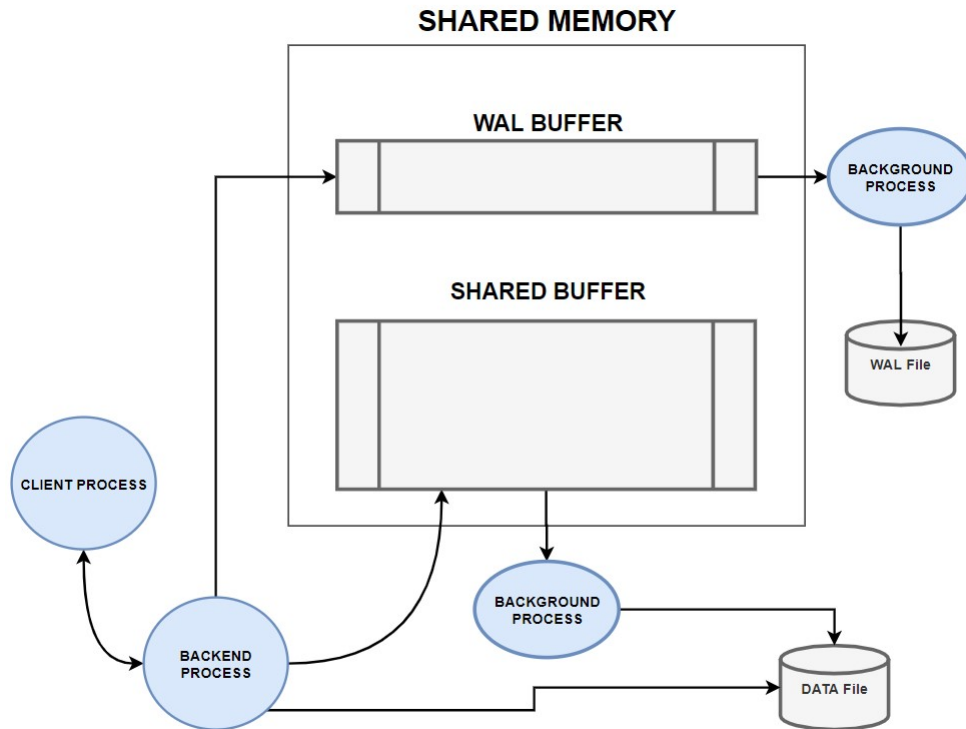 SHARED MEMORY
WAL BUFFER
BACKGROUND
PROCESS
SHARED BUFFER
WAL File
CLIENT PROCESS
BACKGROUND
PROCESS
BACKEND
PROCESS
DATA File